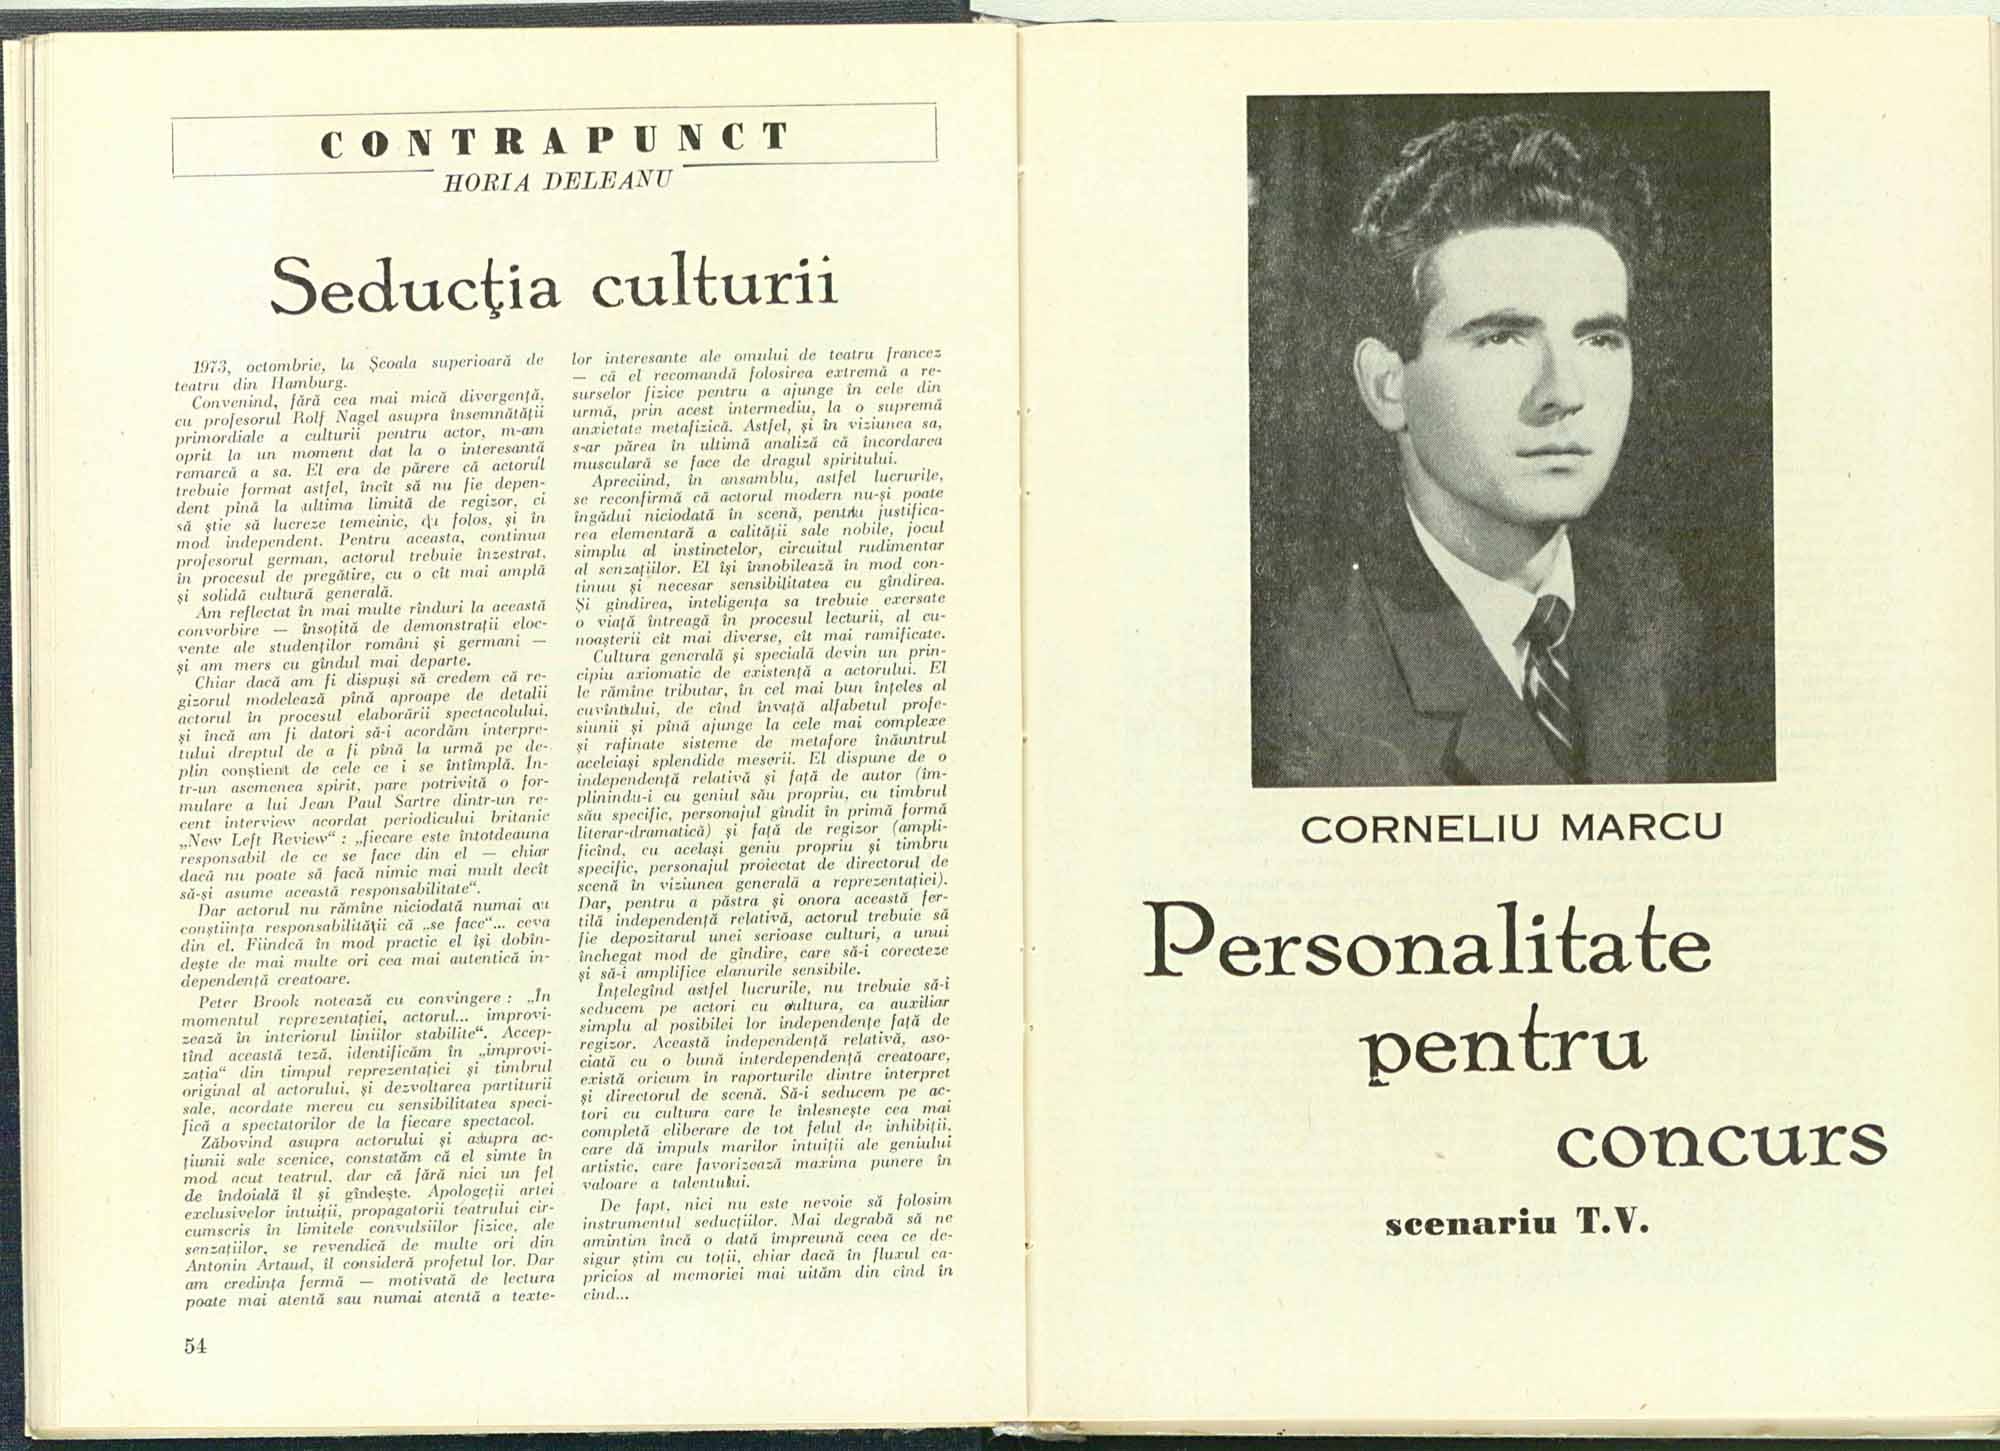 CONTRAPUNCT
HORIA DELEANU
Seducţia culturii
1973, octombrie, la Şcoala superioară de
teatru din Hamburg.
Convenind, fără cea mai mică divergenţă,
cu profesorul Rolf Nagel asupra însemnătăţii
primordiale a culturii pentru actor, m-am
oprit la un moment dat la o interesantă
remarcă a sa. El era de părere că actorul
trebuie format astfel, încît să nu fie depen-
dent pînă la ultima limită de regizor, ci
să ştie să lucreze temeinic, cu folos, şi în
mod independent. Pentru aceasta, continua
profesorul german, actorul trebuie înzestrat,
în procesul de pregătire, cu o cît mai amplă
şi solidă cultură generală.
Am reflectat în mai multe rînduri la această
convorbire — însoţită de demonstraţii eloc-
vente ale studenţilor români şi germani —
şi am mers cu gîndul mai departe.
Chiar dacă am fi dispuşi să credem că re-
gizorul modelează pînă aproape de detalii
actorul în procesul elaborării spectacolului,
şi încă am fi datori să-i acordăm interpre-
tului dreptul de a fi pînă la urmă pe de-
plin conştient de cele ce i se întîmplă. În-
tr-un asemenea spirit, pare potrivită o for-
mulare a lui Jean Paul Sartre dintr-un re-
cent interview acordat periodicului britanic
„New Left Review“ : „fiecare este întotdeauna
responsabil de ce se face din el — chiar
dacă nu poate să facă nimic mai mult decît
să-şi asume această responsabilitate“.
Dar actorul nu rămîne niciodată numai cu
conştiinţa responsabilităţii că „se face“... ceva
din el. Fiindcă în mod practic el îşi dobîn-
deşte de mai multe ori cea mai autentică in-
dependenţă creatoare.
Peter Brook notează cu convingere : „În
momentul reprezentaţiei, actorul... improvi-
zează în interiorul liniilor stabilite“. Accep-
tînd această teză, identificăm în „improvi-
zaţia“ din timpul reprezentaţiei şi timbrul
original al actorului, şi dezvoltarea partiturii
sale, acordate mereu cu sensibilitatea speci-
fică a spectatorilor de la fiecare spectacol.
Zăbovind asupra actorului şi asupra ac-
ţiunii sale scenice, constatăm că el simte în
mod acut teatrul, dar că fără nici un fel
de îndoială îl şi gîndeşte. Apologeţii artei
exclusivelor intuiţii, propagatorii teatrului cir-
cumscris în limitele convulsiilor fizice, ale
senzaţiilor, se revendică de multe ori din
Antonin Artaud, îl consideră profetul lor. Dar
am credinţa fermă — motivată de lectura
poate mai atentă sau numai atentă a texte-
lor interesante ale omului de teatru francez
— că el recomandă folosirea extremă a re-
surselor fizice pentru a ajunge în cele din
urmă, prin acest intermediu, la o supremă
anxietate metafizică. Astfel, şi în viziunea sa,
s-ar părea în ultimă analiză că încordarea
musculară se face de dragul spiritului.
Apreciind, în ansamblu, astfel lucrurile,
se reconfirmă că actorul modern nu-şi poate
îngădui niciodată în scenă, pentru justifica-
rea elementară a calităţii sale nobile, jocul
simplu al instinctelor, circuitul rudimentar
al senzaţiilor. El îşi înnobilează în mod con-
tinuu şi necesar sensibilitatea cu gîndirea.
Şi gîndirea, inteligenţa sa trebuie exersate
o viaţă întreagă în procesul lecturii, al cu-
noaşterii cît mai diverse, cît mai ramificate.
Cultura generală şi specială devin un prin-
cipiu axiomatic de existenţă a actorului. El
le rămîne tributar, în cel mai bun înţeles al
cuvîntului, de cînd învaţă alfabetul profe-
siunii şi pînă ajunge la cele mai complexe
şi rafinate sisteme de metafore înăuntrul
aceleiaşi splendide meserii. El dispune de o
independenţă relativă şi faţă de autor (îm-
plinindu-i cu geniul său propriu, cu timbrul
său specific, personajul gîndit în primă formă
literar-dramatică) şi faţă de regizor (ampli-
ficînd, cu acelaşi geniu propriu şi timbru
specific, personajul proiectat de directorul de
scenă în viziunea generală a reprezentaţiei).
Dar, pentru a păstra şi onora această fer-
tilă independenţă relativă, actorul trebuie să
fie depozitarul unei serioase culturi, a unui
închegat mod de gîndire, care să-i corecteze
şi să-i amplifice elanurile sensibile.
Înţelegînd astfel lucrurile, nu trebuie să-i
seducem pe actori cu cultura, ca auxiliar
simplu al posibilei lor independenţe faţă de
regizor. Această independenţă relativă, aso-
ciată cu o bună interdependenţă creatoare,
există oricum în raporturile dintre interpret
şi directorul de scenă. Să-i seducem pe ac-
tori cu cultura care le înlesneşte cea mai
completă eliberare de tot felul de inhibiţii,
care dă impuls marilor intuiţii ale geniului
artistic, care favorizează maxima punere în
valoare a talentului.
De fapt, nici nu este nevoie să folosim
instrumentul seducţiilor. Mai degrabă să ne
amintim încă o dată împreună ceea ce de-
sigur ştim cu toţii, chiar dacă în fluxul ca-
pricios al memoriei mai uităm din cînd în
cînd...
54
CORNELIU MARCU
Personalitate
pentru
concurs
scenariu T.V.